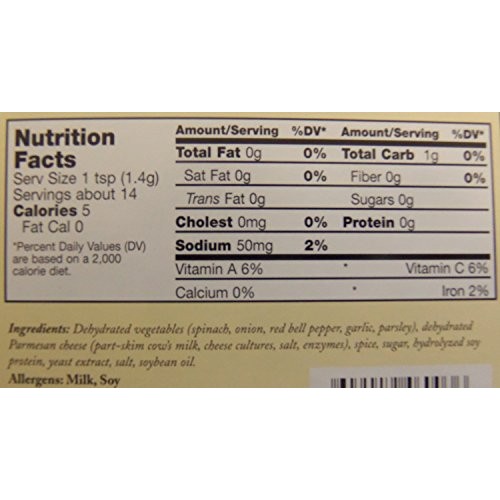 Nutrition
Facts
Serv Size 1 tsp (1.4g)
Servings about 14
Calories 5
Fat Cal 0
*Percent Daily Values (DV)
are based on a 2,000
calorie diet.
Amount/Serving %DV* Amount/Serving %DV*
Total Fat 0g 0% Total Carb 1g 0%
Sat Fat 0g 0% Fiber 0g 0%
Trans Fat 0g Sugars 0g
Cholest 0mg 0% Protein 0g
Sodium 50mg 2%
Vitamin A 6% * Vitamin C 6%
Calcium 0% * Iron 2%
Ingredients: Dehydrated vegetables (spinach, onion, red bell pepper, garlic, parsley), dehydrated
Parmesan cheese (part-skim cow's milk, cheese cultures, salt, enzymes), spice, sugar, hydrolyzed soy
protein, yeast extract, salt, soybean oil.
Allergens: Milk, Soy